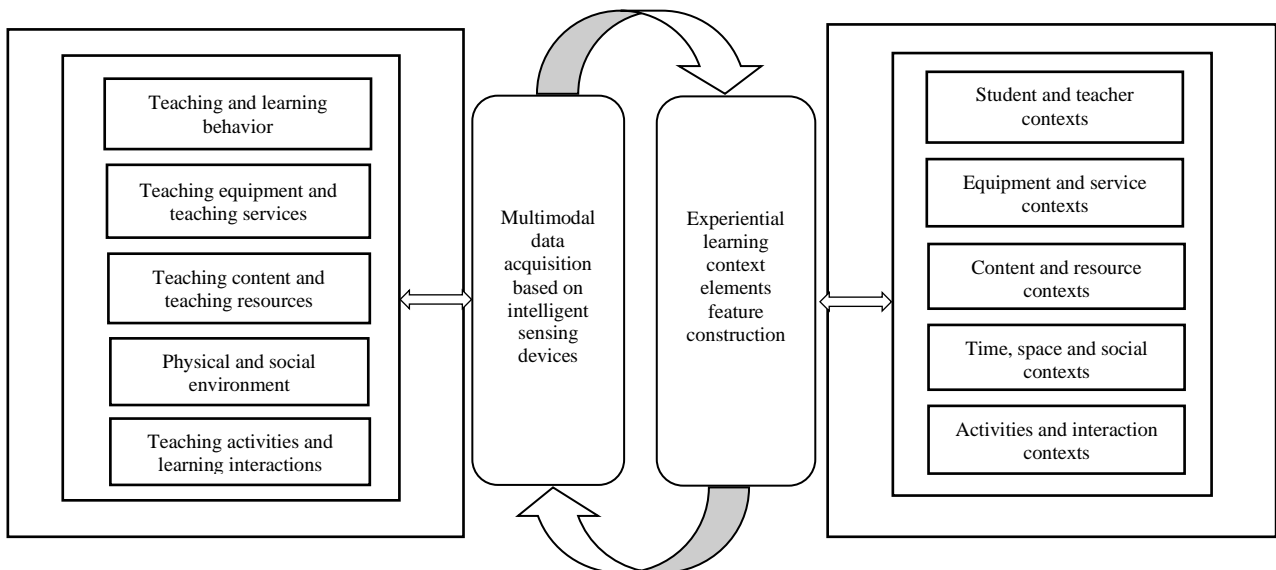 Teaching and learning
behavior
Teaching equipment and
teaching services
Teaching content and
teaching resources
Physical and social
environment
Teaching activities and
learning interactions
Multimodal
data
acquisition
based on
intelligent
sensing
devices
Experiential
learning
context
elements
feature
construction
Student and teacher
contexts
Equipment and service
contexts
Content and resource
contexts
Time, space and social
contexts
Activities and interaction
contexts